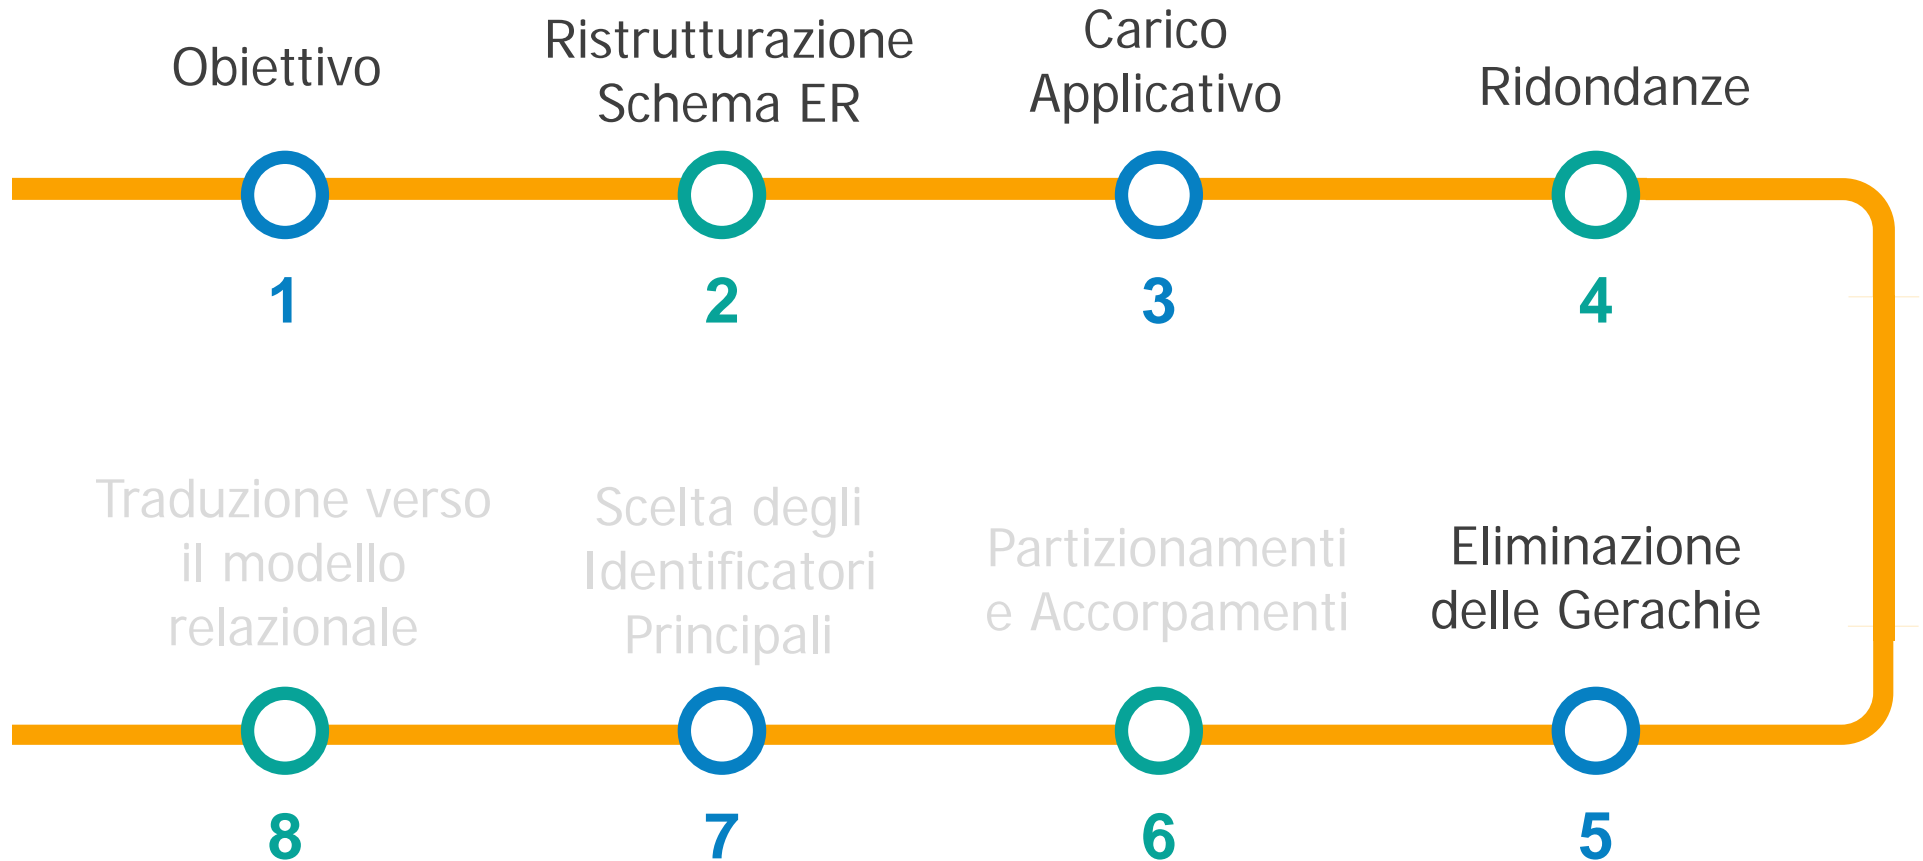 Obiettivo
Ristrutturazione
Schema ER
Carico
Applicativo
Ridondanze
1
2
3
4
Traduzione verso
il modello
relazionale
Scelta degli
Identificatori
Principali
Partizionamenti
e Accorpamenti
Eliminazione
delle Gerachie
8
7
6
5